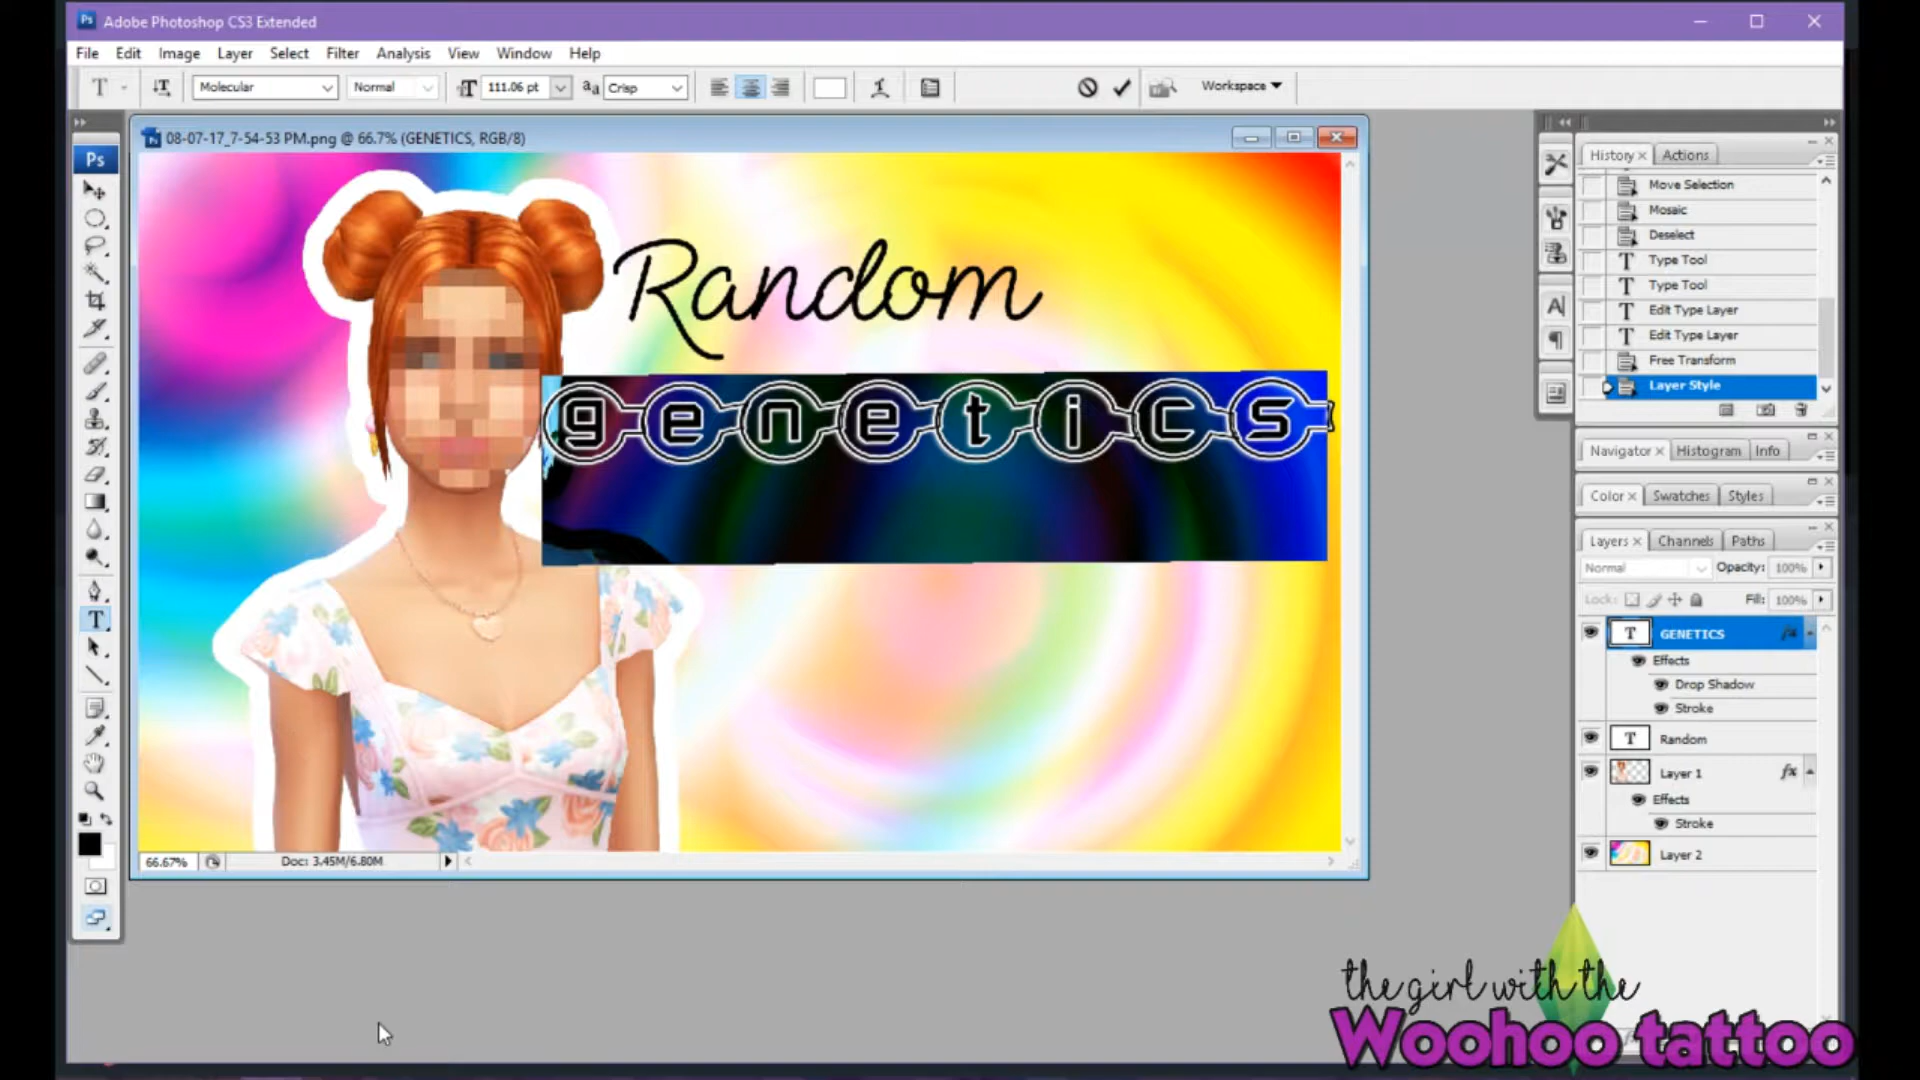 Ps Adobe Photoshop CS3 Extended
File Edit Image Layer Select Filter Analysis View Window Help
T T Molecular Normal T 111.06 pt aa Crisp Workspace
08-07-17_7-54-53 PM.png @ 66.7% (GENETICS, RGB/8)
Ps
T
Random
genetics
66.67% Doc: 3.45M/6.80M
History Actions
Move Selection
Mosaic
Deselect
T Type Tool
T Type Tool
T Edit Type Layer
T Edit Type Layer
Free Transform
Layer Style
A
¶
Navigator Histogram Info
Color Swatches Styles
Layers Channels Paths
Normal Opacity: 100%
Lock: Fill: 100%
T GENETICS fx
Effects
Drop Shadow
Stroke
T Random
Layer 1 fx
Effects
Stroke
Layer 2
the girl with the
Woohoo tattoo